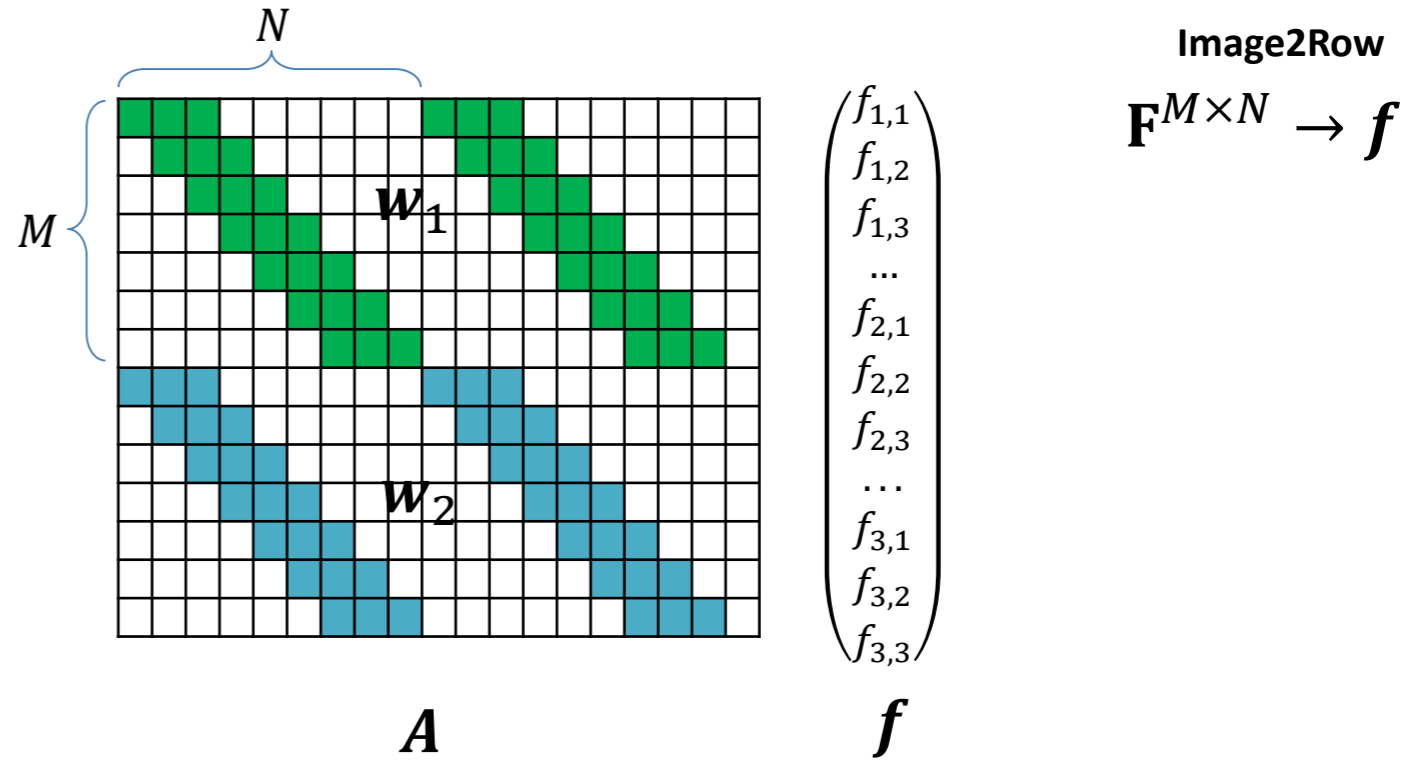 N
Image2Row
F^{M×N} → f
M
w_1
w_2
f_{1,1}
f_{1,2}
f_{1,3}
...
f_{2,1}
f_{2,2}
f_{2,3}
...
f_{3,1}
f_{3,2}
f_{3,3}
A
f